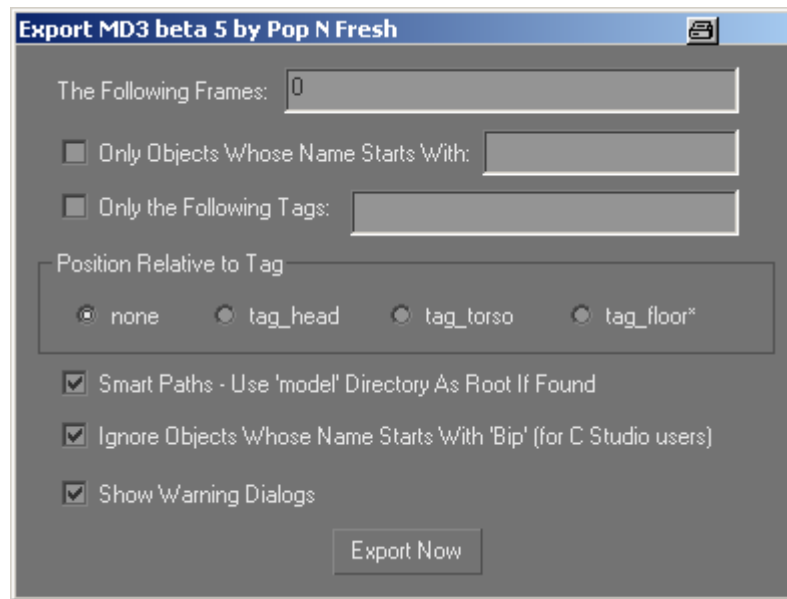 Export MD3 beta 5 by Pop N Fresh
The Following Frames: 0
Only Objects Whose Name Starts With:
Only the Following Tags:
Position Relative to Tag
none tag_head tag_torso tag_floor*
Smart Paths - Use 'model' Directory As Root If Found
Ignore Objects Whose Name Starts With 'Bip' (for C Studio users)
Show Warning Dialogs
Export Now